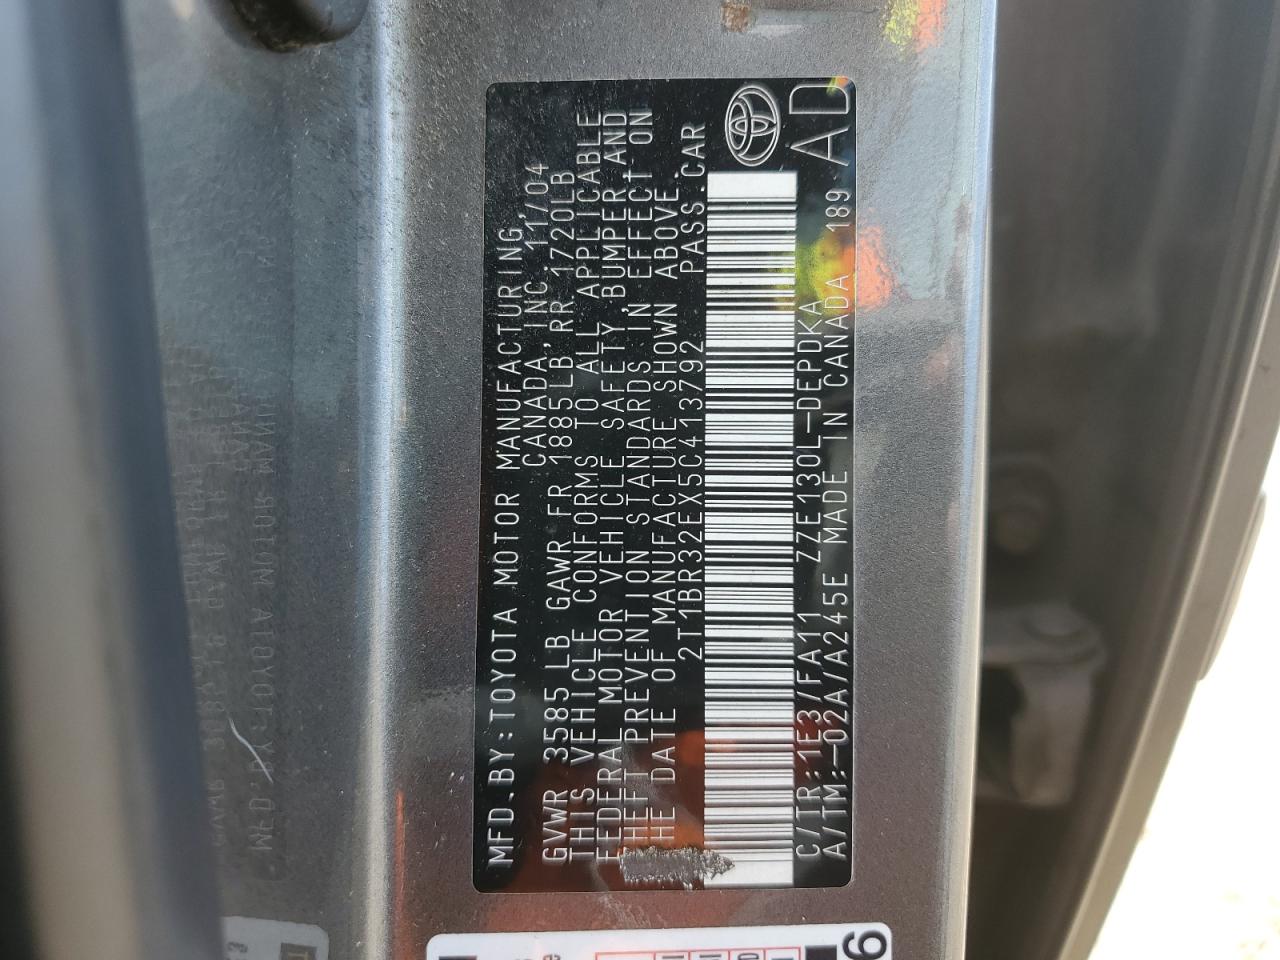 MFD.BY:TOYOTA MOTOR MANUFACTURING,
CANADA, INC. 11/04
GVWR 3585LB GAWR FR 1885LB,RR 1720LB
THIS VEHICLE CONFORMS TO ALL APPLICABLE
FEDERAL MOTOR VEHICLE SAFETY, BUMPER AND
THEFT PREVENTION STANDARDS IN EFFECT ON
THE DATE OF MANUFACTURE SHOWN ABOVE.
2T1BR32EX5C413792 PASS.CAR
C/TR:1E3/FA11 ZZE130L-DEPDKA
A/TM:-02A/A245E MADE IN CANADA 189 AD
6